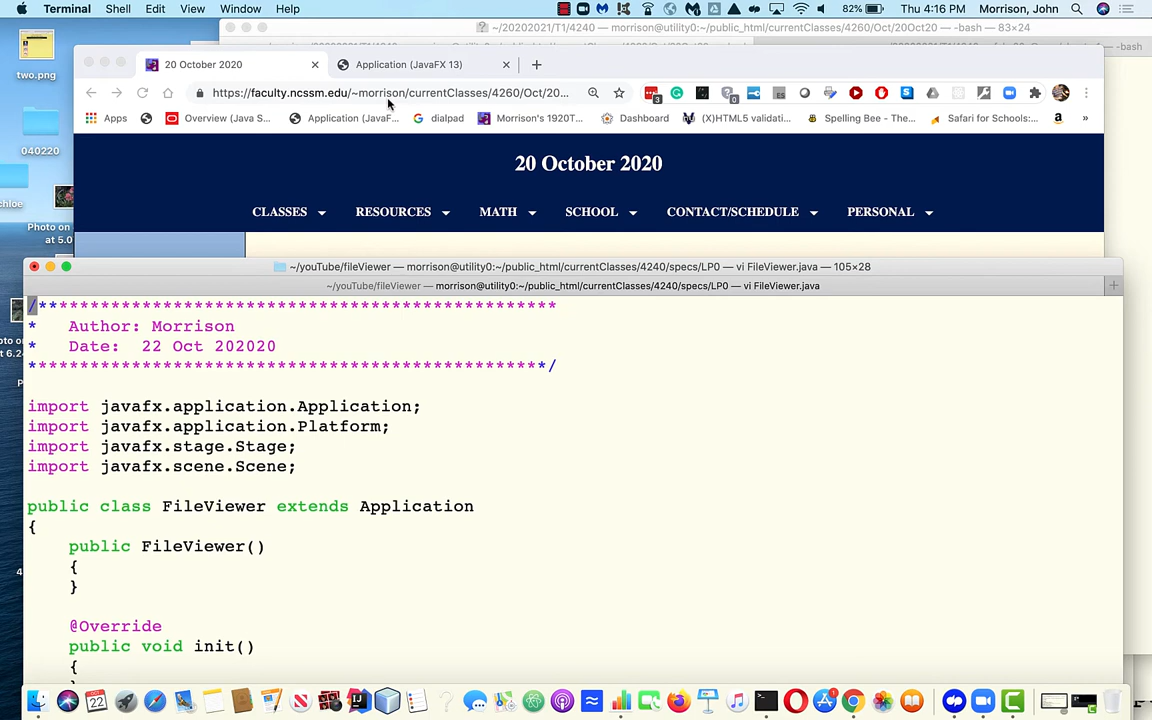 Terminal Shell Edit View Window Help 82% Thu 4:16 PM Morrison, John
~/20202021/T1/4240 — morrison@utility0:~/public_html/currentClasses/4260/Oct/20Oct20 — -bash — 83×24
two.png
20 October 2020 Application (JavaFX 13)
-bash
https://faculty.ncssm.edu/~morrison/currentClasses/4260/Oct/20...
Apps Overview (Java S... Application (JavaF... dialpad Morrison's 1920T... Dashboard (X)HTML5 validati... Spelling Bee - The... Safari for Schools:...
040220
20 October 2020
CLASSES RESOURCES MATH SCHOOL CONTACT/SCHEDULE PERSONAL
Photo on
at 5.0
~/youTube/fileViewer — morrison@utility0:~/public_html/currentClasses/4240/specs/LP0 — vi FileViewer.java — 105×28
~/youTube/fileViewer — morrison@utility0:~/public_html/currentClasses/4240/specs/LP0 — vi FileViewer.java
/**************************************************
* Author: Morrison
* Date: 22 Oct 202020
**************************************************/
import javafx.application.Application;
import javafx.application.Platform;
import javafx.stage.Stage;
import javafx.scene.Scene;
public class FileViewer extends Application
{
public FileViewer()
{
}
@Override
public void init()
{